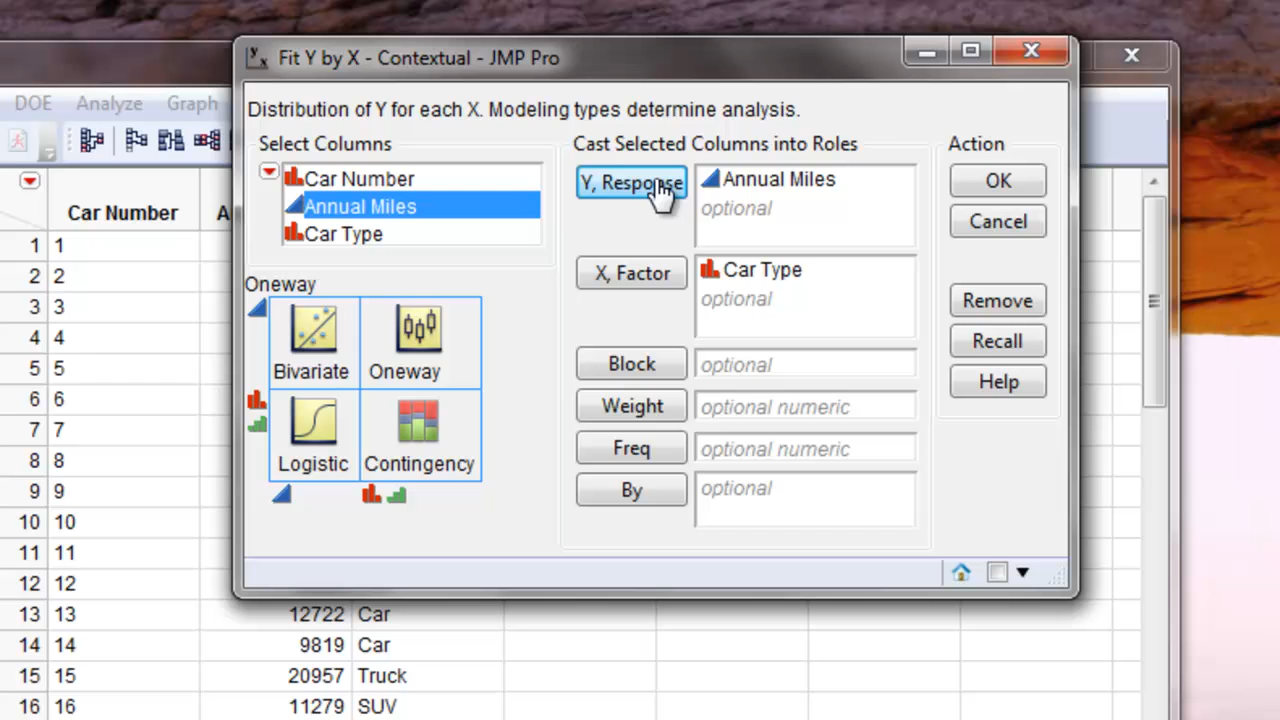 Fit Y by X - Contextual - JMP Pro
DOE Analyze Graph
Distribution of Y for each X. Modeling types determine analysis.
Select Columns
Car Number
Annual Miles
Car Type
Oneway
Bivariate Oneway
Logistic Contingency
Cast Selected Columns into Roles
Y, Response
Annual Miles
optional
X, Factor
Car Type
optional
Block
optional
Weight
optional numeric
Freq
optional numeric
By
optional
Action
OK
Cancel
Remove
Recall
Help
Car Number A
1 1
2 2
3 3
4 4
5 5
6 6
7 7
8 8
9 9
10 10
11 11
12 12
13 13 12722 Car
14 14 9819 Car
15 15 20957 Truck
16 16 11279 SUV